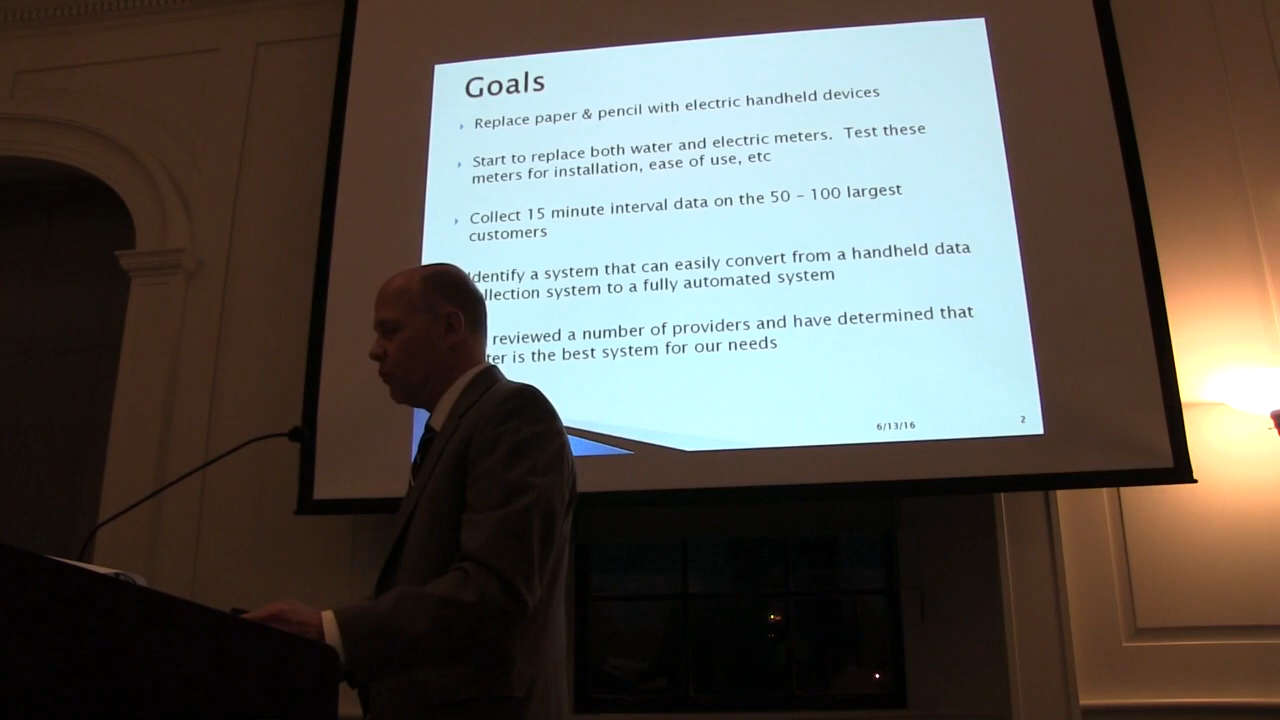 Goals
Replace paper & pencil with electric handheld devices
Start to replace both water and electric meters. Test these
meters for installation, ease of use, etc
Collect 15 minute interval data on the 50 – 100 largest
customers
Identify a system that can easily convert from a handheld data
system to a fully automated system
reviewed a number of providers and have determined that
is the best system for our needs
6/13/16
2